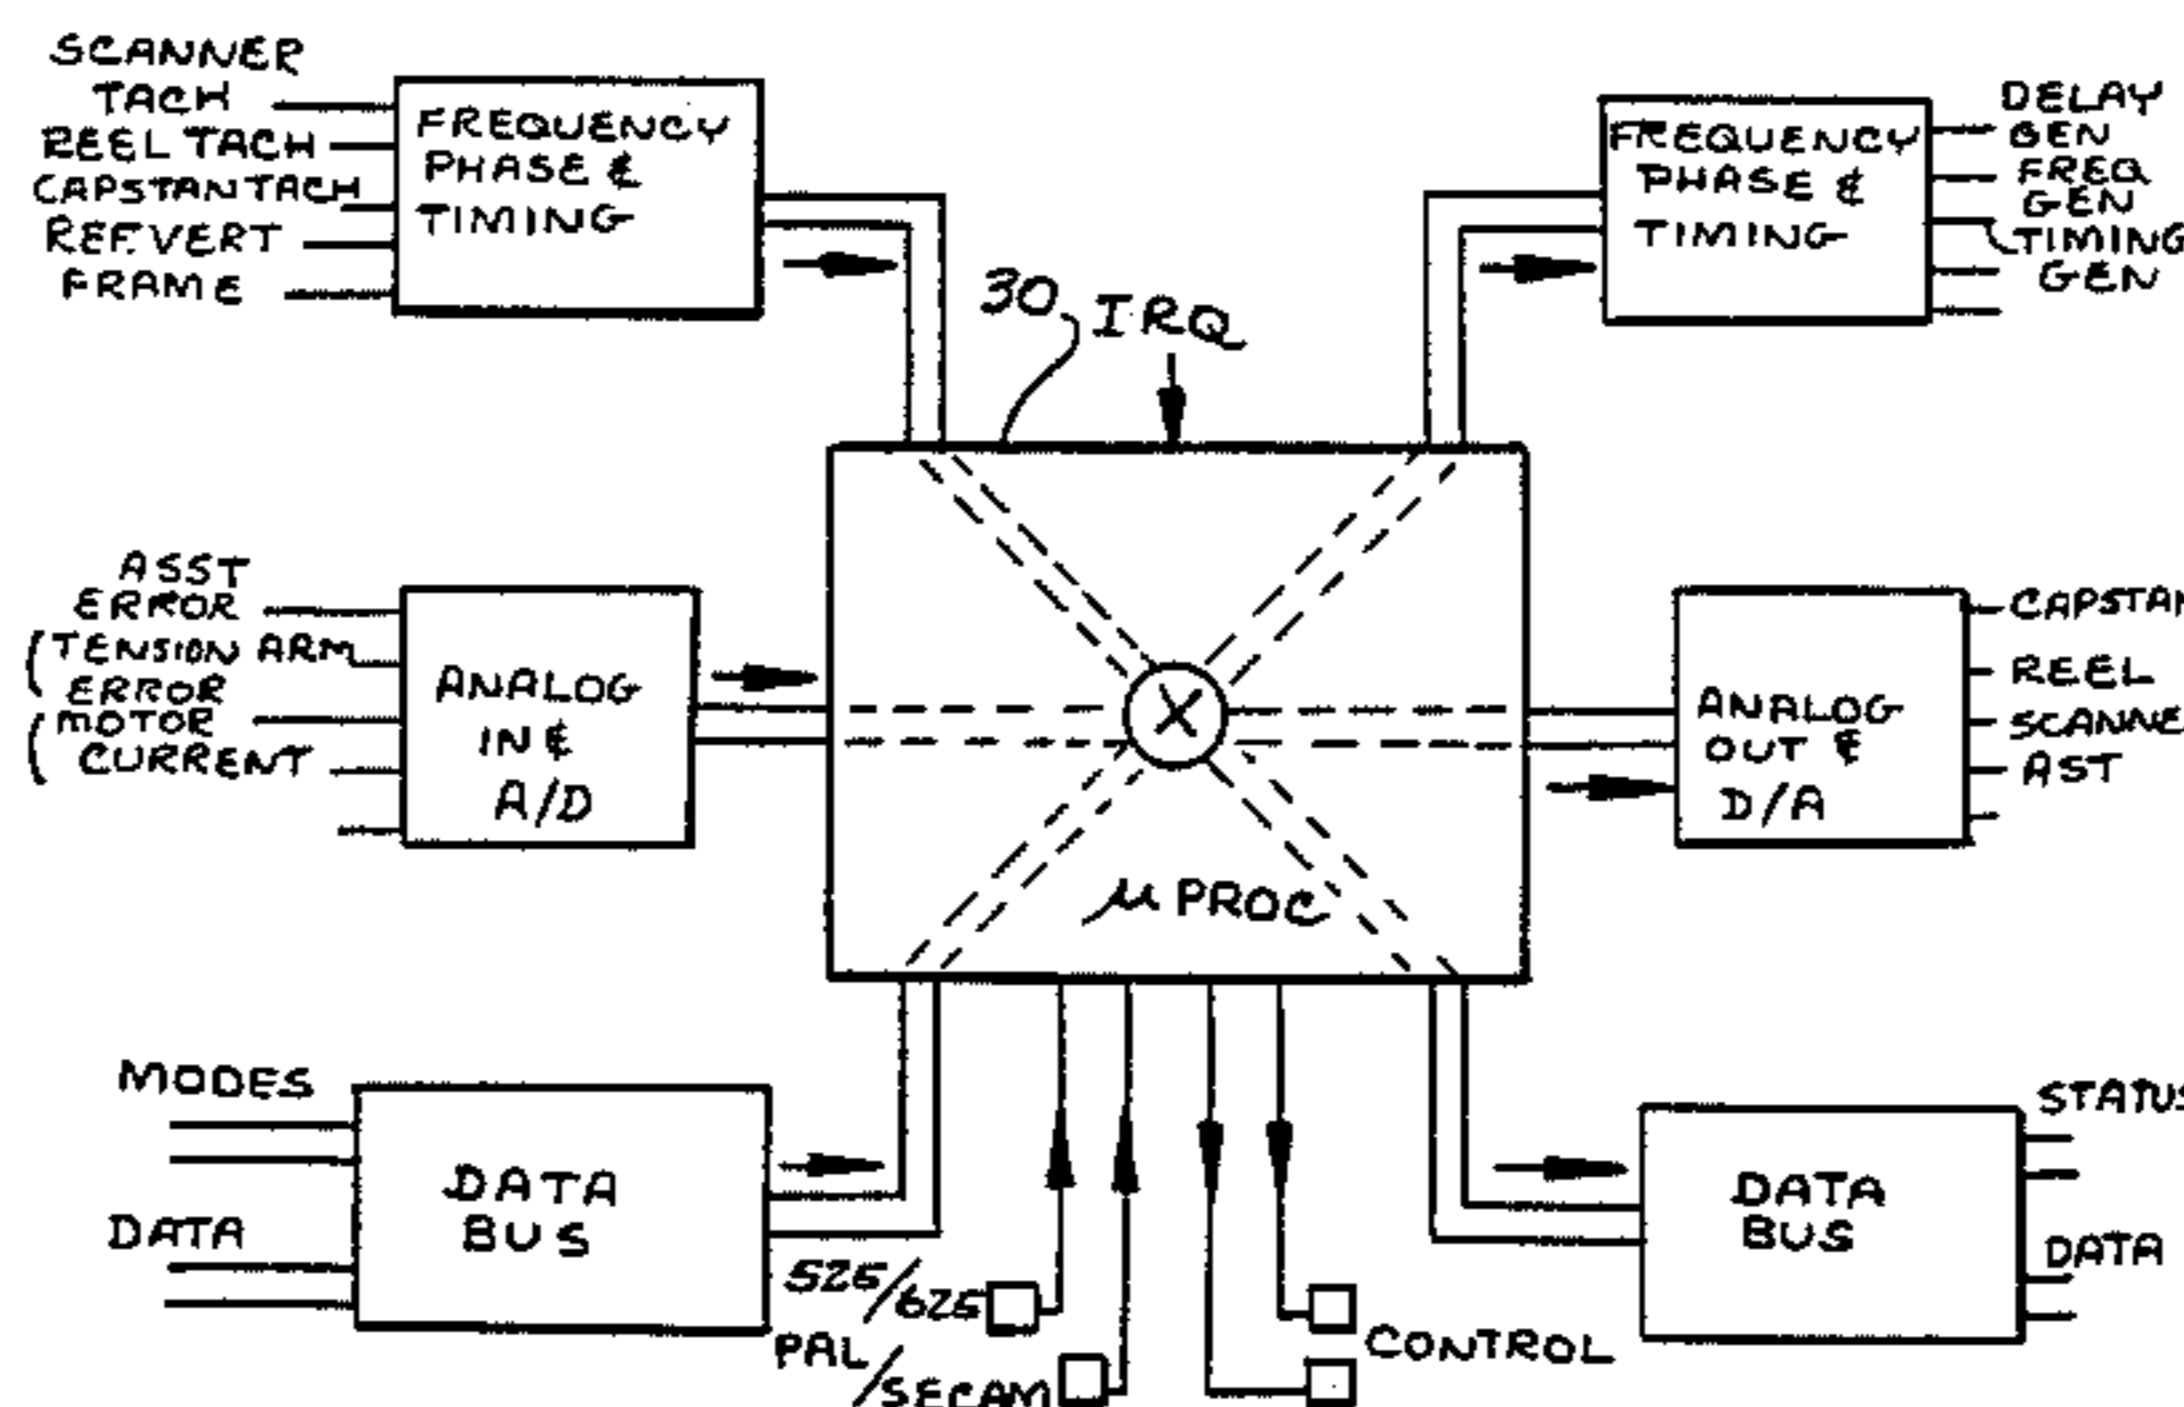 SCANNER
TACH
REEL TACH
CAPSTAN TACH
REF. VERT
FRAME
FREQUENCY
PHASE &
TIMING
30
IRQ
FREQUENCY
PHASE &
TIMING
DELAY
GEN
FREQ
GEN
TIMING
GEN
ASST
ERROR
(TENSION ARM
ERROR
(MOTOR
CURRENT
ANALOG
IN &
A/D
X
μ PROC
ANALOG
OUT &
D/A
CAPSTAN
REEL
SCANNE
AST
MODES
DATA
DATA
BUS
525/625
PAL/SECAM
CONTROL
DATA
BUS
STATUS
DATA